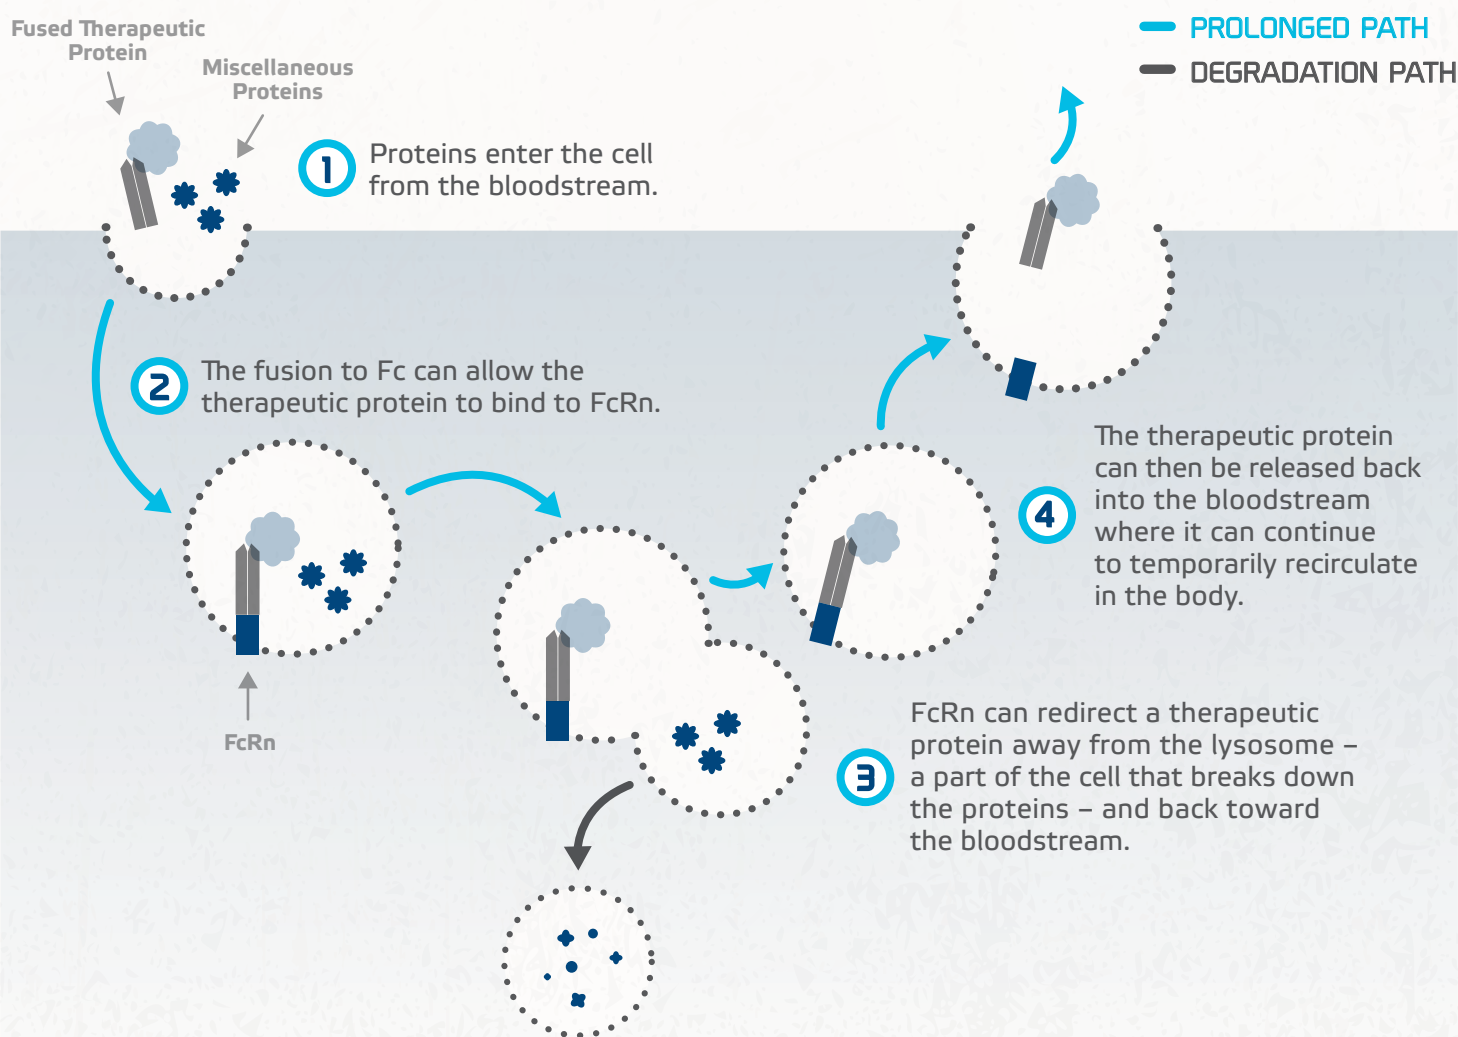 Fused Therapeutic
Protein
Miscellaneous
Proteins
PROLONGED PATH
DEGRADATION PATH
1
Proteins enter the cell
from the bloodstream.
2
The fusion to Fc can allow the
therapeutic protein to bind to FcRn.
FcRn
3
FcRn can redirect a therapeutic
protein away from the lysosome –
a part of the cell that breaks down
the proteins – and back toward
the bloodstream.
4
The therapeutic protein
can then be released back
into the bloodstream
where it can continue
to temporarily recirculate
in the body.